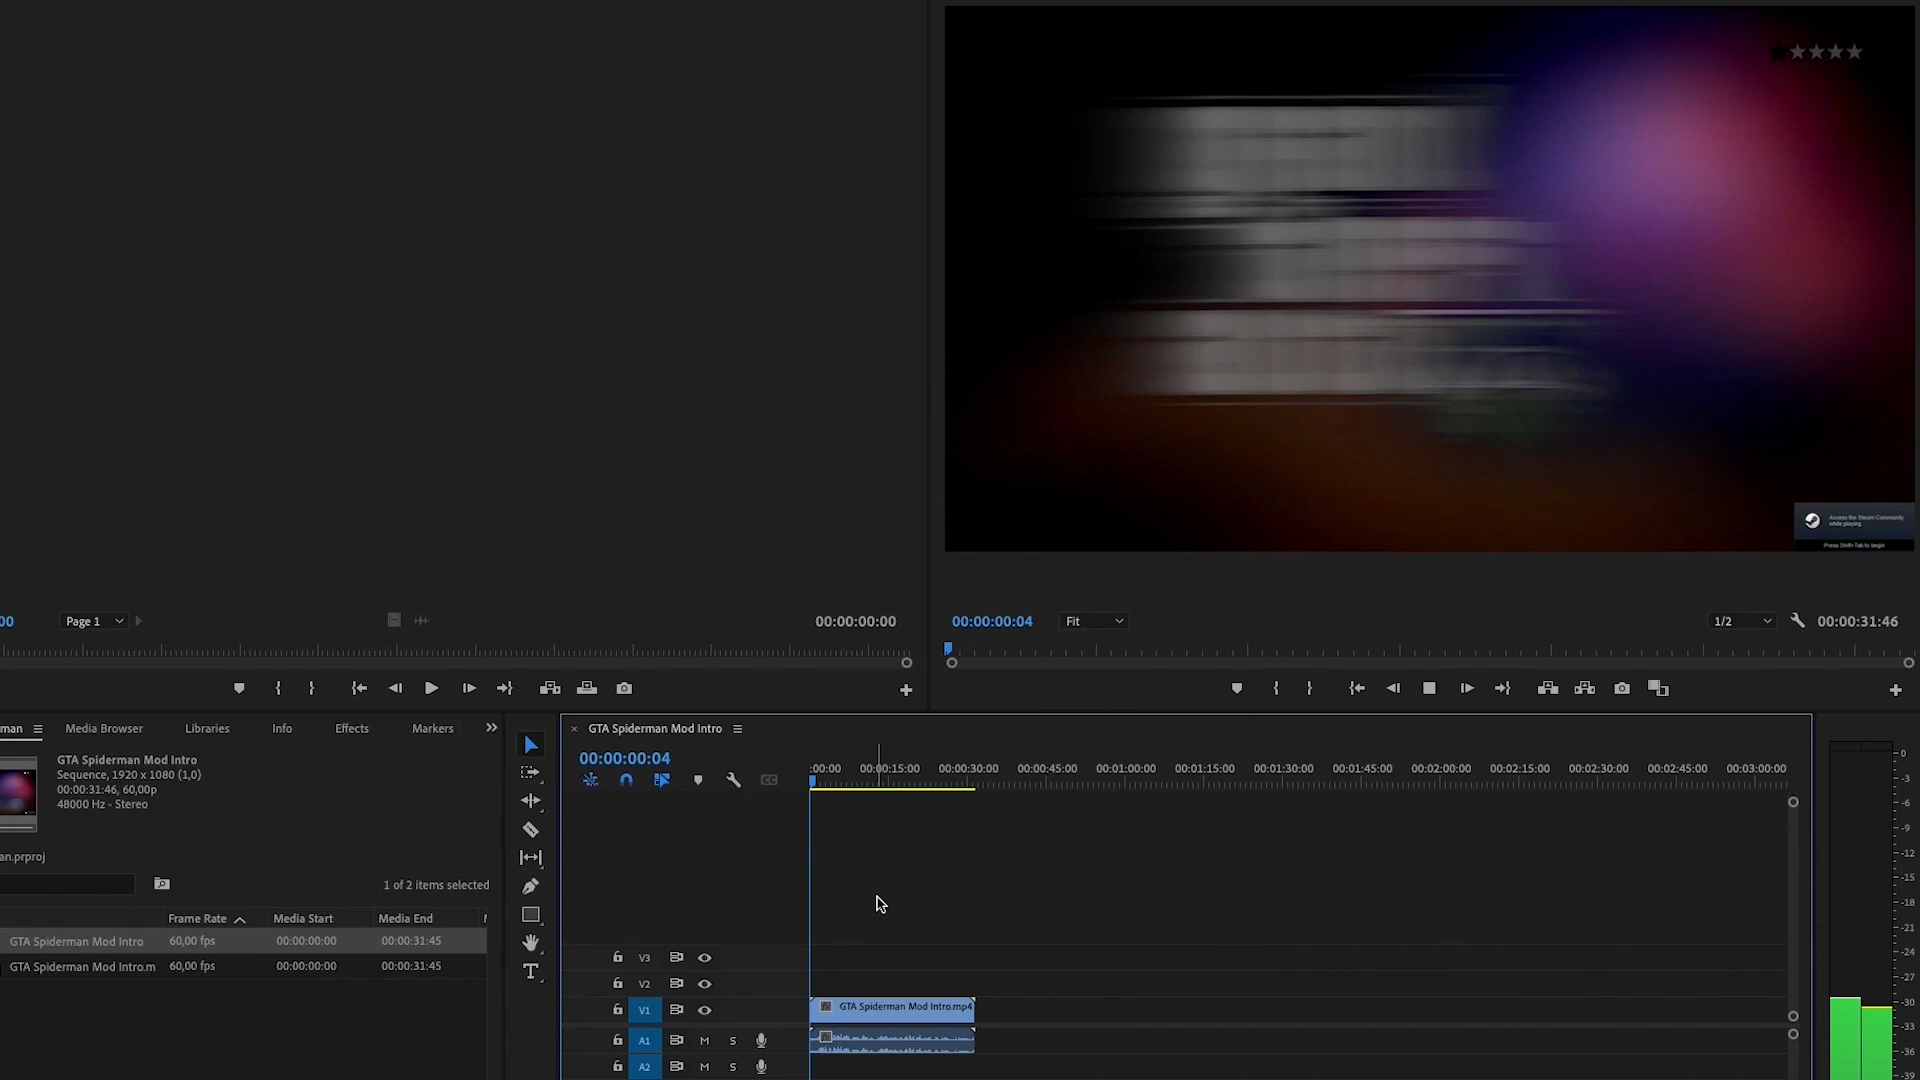 Access the Steam Community
while playing
Press Shift+Tab to begin
00
Page 1
00:00:00:00
00:00:00:04
Fit
1/2
00:00:31:46
man
Media Browser
Libraries
Info
Effects
Markers
GTA Spiderman Mod Intro
Sequence, 1920 x 1080 (1,0)
00:00:31:46, 60,00p
48000 Hz - Stereo
an.prproj
1 of 2 items selected
Frame Rate
Media Start
Media End
GTA Spiderman Mod Intro
60,00 fps
00:00:00:00
00:00:31:45
GTA Spiderman Mod Intro.m
60,00 fps
00:00:00:00
00:00:31:45
T
× GTA Spiderman Mod Intro
00:00:00:04
CC
:00:00
00:00:15:00
00:00:30:00
00:00:45:00
00:01:00:00
00:01:15:00
00:01:30:00
00:01:45:00
00:02:00:00
00:02:15:00
00:02:30:00
00:02:45:00
00:03:00:00
V3
V2
V1
GTA Spiderman Mod Intro.mp4
A1 M S
A2 M S
0
-3
-6
-9
-12
-15
-18
-21
-24
-27
-30
-33
-36
-39